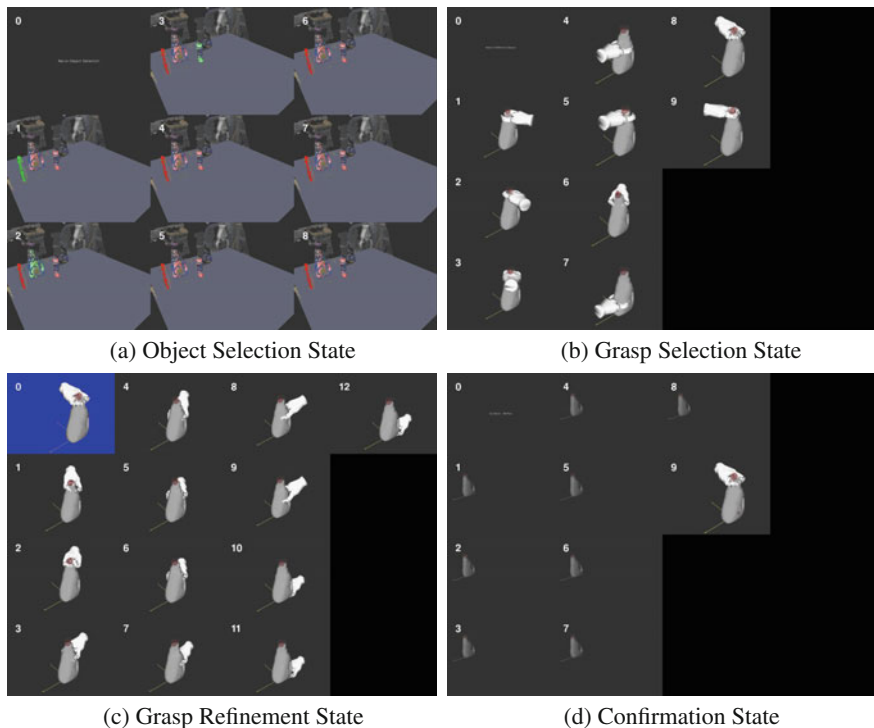 0 3 6
1 4 7
2 5 8
(a) Object Selection State
0 4 8
1 5 9
2 6
3 7
(b) Grasp Selection State
0 4 8 12
1 5 9
2 6 10
3 7 11
(c) Grasp Refinement State
0 4 8
1 5 9
2 6
3 7
(d) Confirmation State